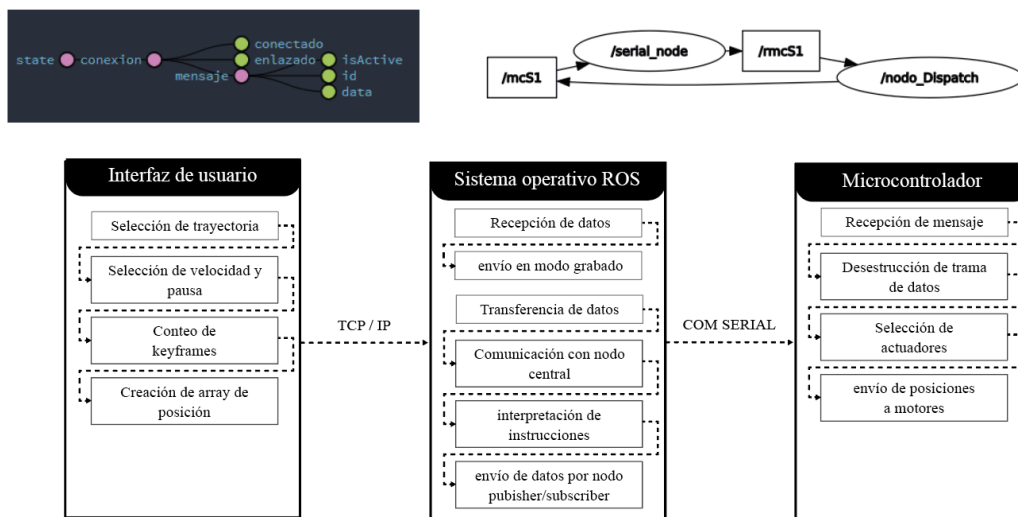 state conexion
conectado
enlazado
mensaje
isActive
id
data
/mcS1
/serial_node
/rmcS1
/nodo_Dispatch
Interfaz de usuario
Selección de trayectoria
Selección de velocidad y
pausa
Conteo de
keyframes
Creación de array de
posición
TCP / IP
Sistema operativo ROS
Recepción de datos
envío en modo grabado
Transferencia de datos
Comunicación con nodo
central
interpretación de
instrucciones
envío de datos por nodo
pubisher/subscriber
COM SERIAL
Microcontrolador
Recepción de mensaje
Desestrucción de trama
de datos
Selección de
actuadores
envío de posiciones
a motores